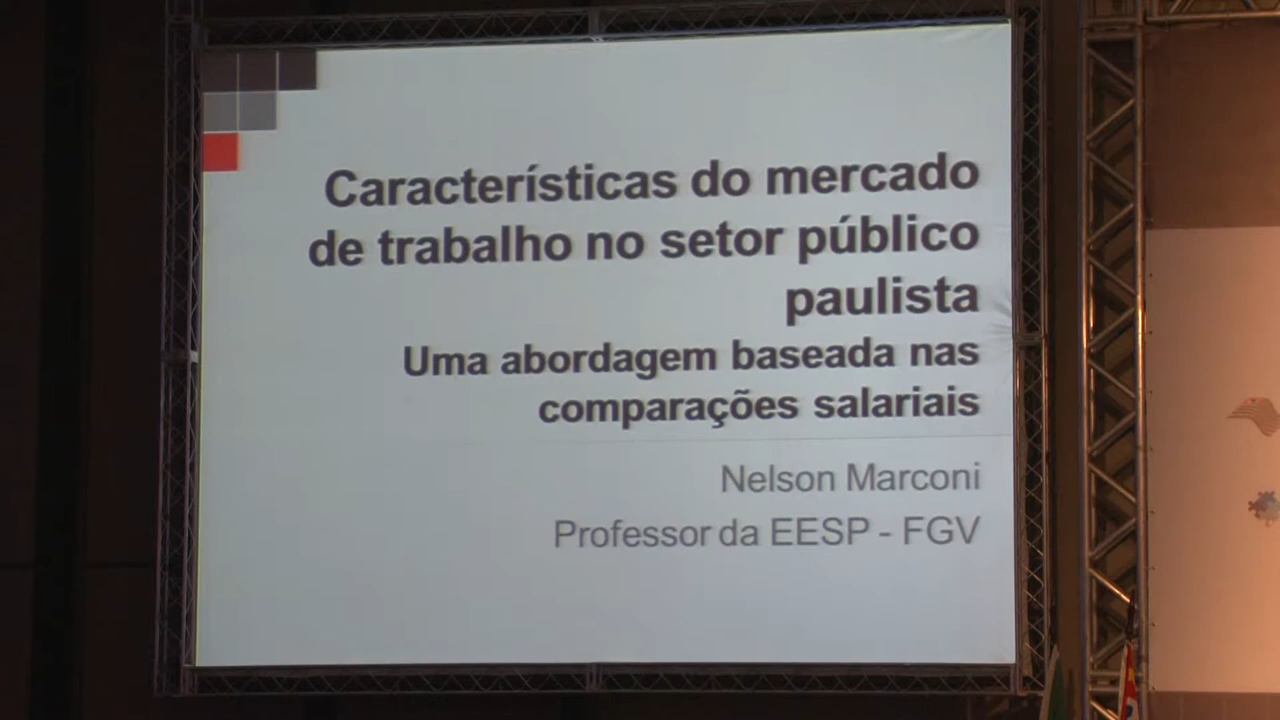 Características do mercado
de trabalho no setor público
paulista
Uma abordagem baseada nas
comparações salariais
Nelson Marconi
Professor da EESP - FGV